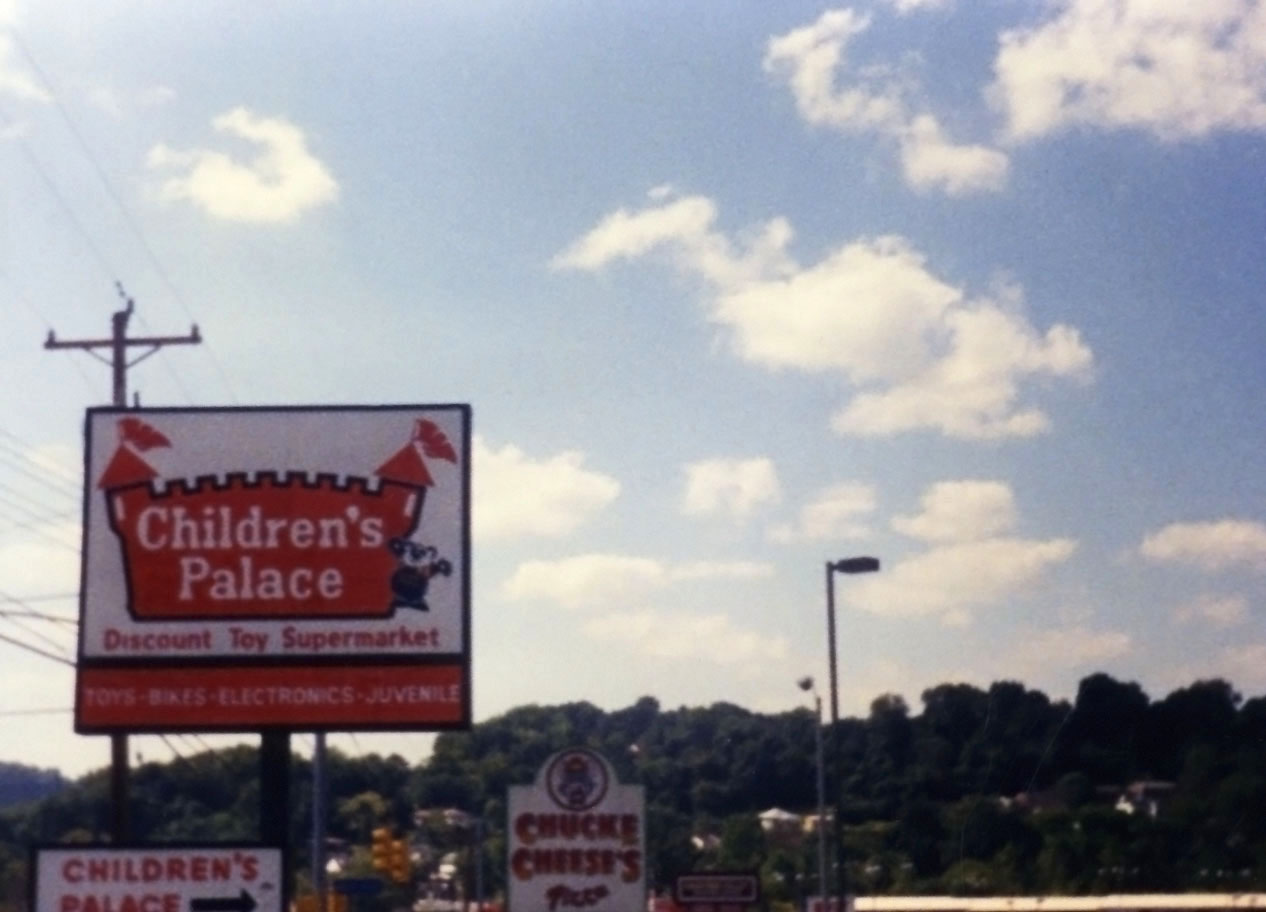 Children's
Palace
Discount Toy Supermarket
TOYS - BIKES - ELECTRONICS - JUVENILE
CHILDREN'S
PALACE
CHUCK E
CHEESE'S
Pizza